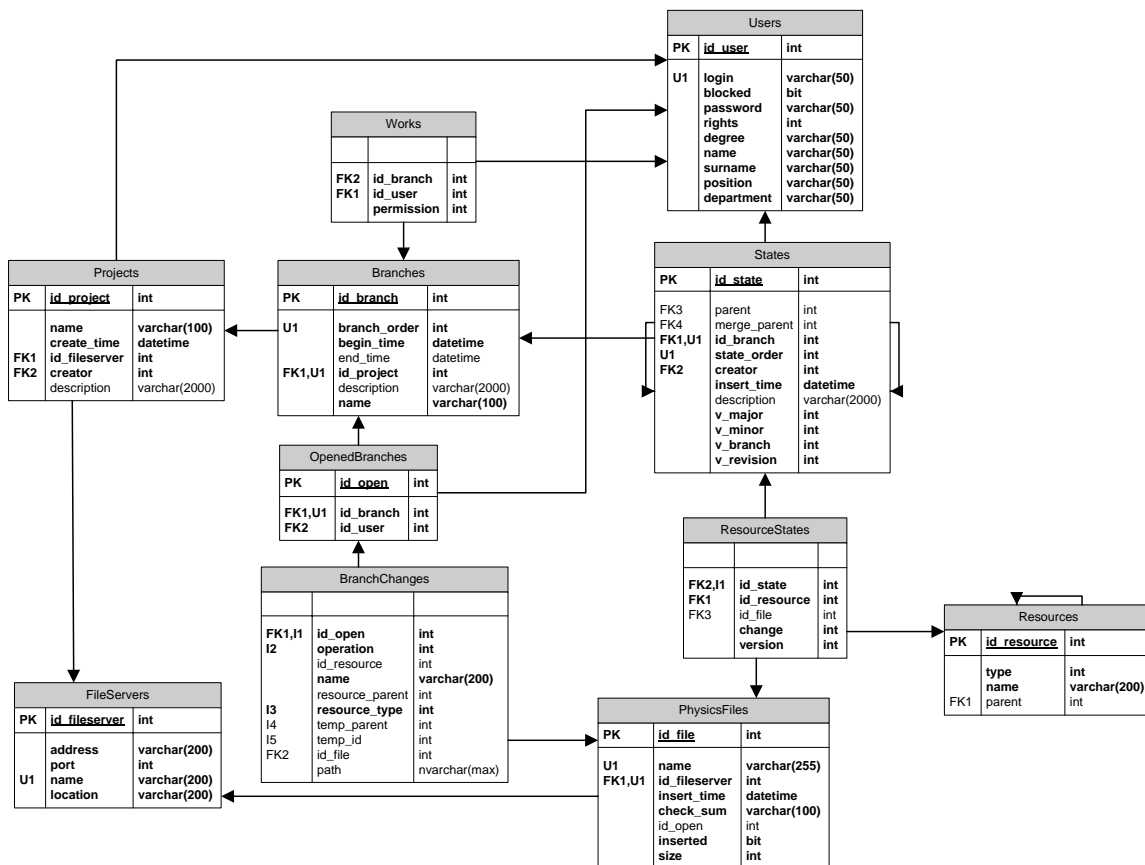 Users
PK id_user int
U1 login varchar(50)
blocked bit
password varchar(50)
rights int
degree varchar(50)
name varchar(50)
surname varchar(50)
position varchar(50)
department varchar(50)
Works
FK2 id_branch int
FK1 id_user int
permission int
Projects
PK id_project int
name varchar(100)
create_time datetime
FK1 id_fileserver int
FK2 creator int
description varchar(2000)
Branches
PK id_branch int
U1 branch_order int
begin_time datetime
end_time datetime
FK1,U1 id_project int
description varchar(2000)
name varchar(100)
States
PK id_state int
FK3 parent int
FK4 merge_parent int
FK1,U1 id_branch int
U1 state_order int
FK2 creator int
insert_time datetime
description varchar(2000)
v_major int
v_minor int
v_branch int
v_revision int
OpenedBranches
PK id_open int
FK1,U1 id_branch int
FK2 id_user int
ResourceStates
FK2,I1 id_state int
FK1 id_resource int
FK3 id_file int
change int
version int
BranchChanges
FK1,I1 id_open int
I2 operation int
id_resource int
name varchar(200)
resource_parent int
I3 resource_type int
I4 temp_parent int
I5 temp_id int
FK2 id_file int
path nvarchar(max)
Resources
PK id_resource int
type int
name varchar(200)
FK1 parent int
FileServers
PK id_fileserver int
address varchar(200)
port int
U1 name varchar(200)
location varchar(200)
PhysicsFiles
PK id_file int
U1 name varchar(255)
FK1,U1 id_fileserver int
insert_time datetime
check_sum varchar(100)
id_open int
inserted bit
size int